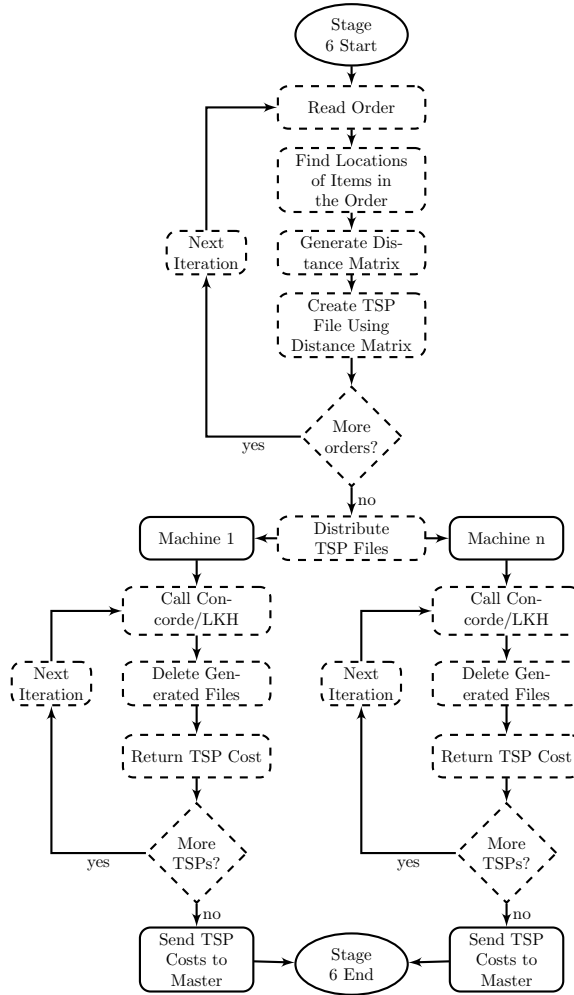 Stage
6 Start
Read Order
Find Locations
of Items in
the Order
Next
Iteration
Generate Dis-
tance Matrix
Create TSP
File Using
Distance Matrix
More
orders?
yes
no
Machine 1
Distribute
TSP Files
Machine n
Call Con-
corde/LKH
Next
Iteration
Delete Gen-
erated Files
Return TSP Cost
More
TSPs?
yes
no
Send TSP
Costs to
Master
Call Con-
corde/LKH
Next
Iteration
Delete Gen-
erated Files
Return TSP Cost
More
TSPs?
yes
no
Send TSP
Costs to
Master
Stage
6 End